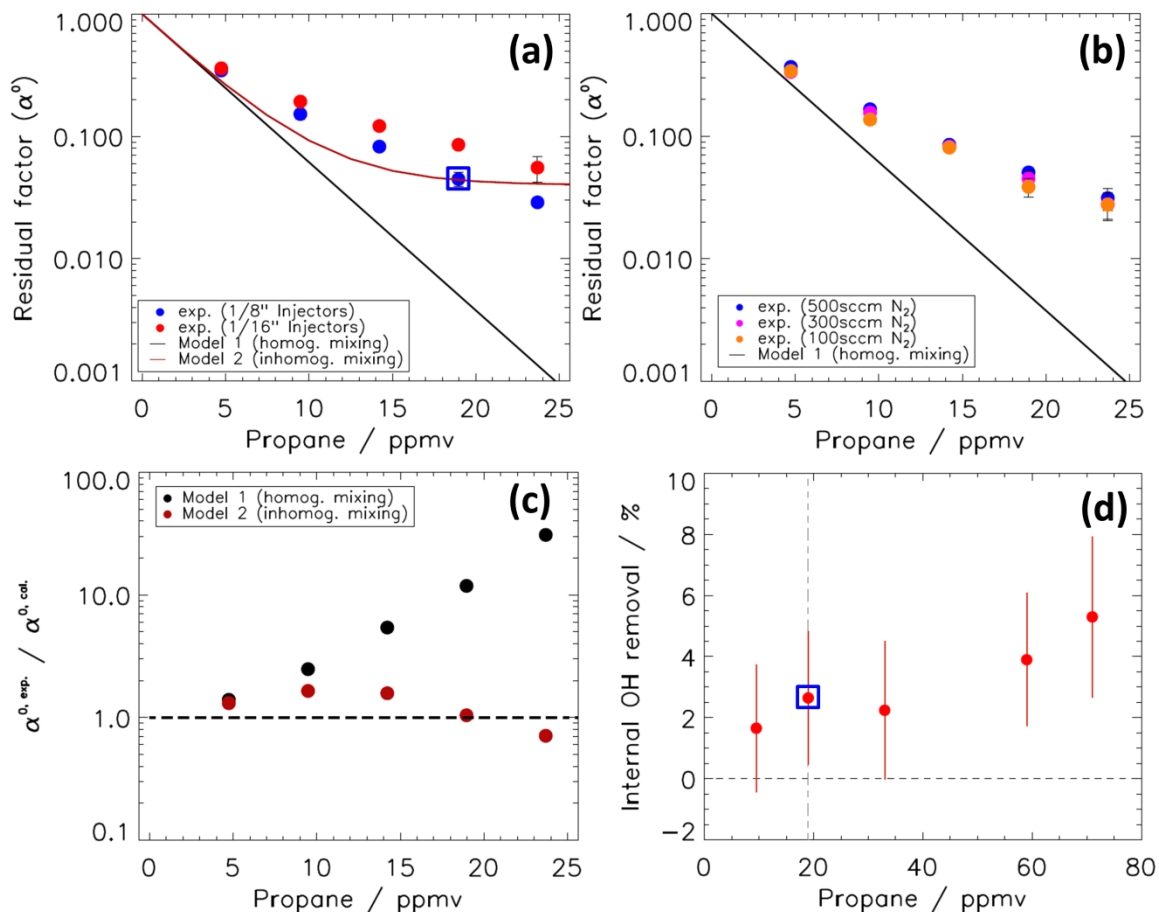 (a)
Residual factor (α⁰)
1.000
0.100
0.010
0.001
exp. (1/8" Injectors)
exp. (1/16" Injectors)
Model 1 (homog. mixing)
Model 2 (inhomog. mixing)
0 5 10 15 20 25
Propane / ppmv
(b)
Residual factor (α⁰)
1.000
0.100
0.010
0.001
exp. (500sccm N₂)
exp. (300sccm N₂)
exp. (100sccm N₂)
Model 1 (homog. mixing)
0 5 10 15 20 25
Propane / ppmv
(c)
α⁰, exp. / α⁰, cal.
100.0
10.0
1.0
0.1
Model 1 (homog. mixing)
Model 2 (inhomog. mixing)
0 5 10 15 20 25
Propane / ppmv
(d)
Internal OH removal / %
10
8
6
4
2
0
−2
0 20 40 60 80
Propane / ppmv